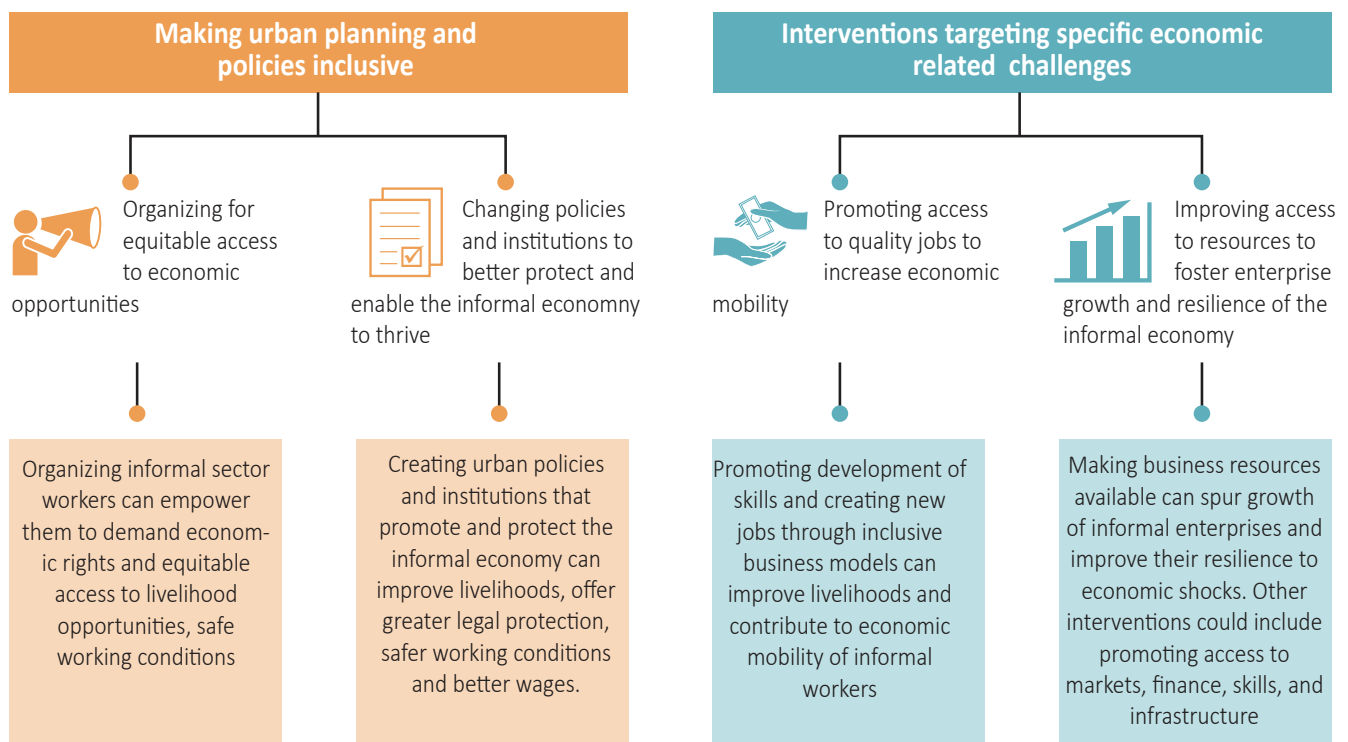 Making urban planning and
policies inclusive
Organizing for
equitable access
to economic
opportunities
Changing policies
and institutions to
better protect and
enable the informal economny
to thrive
Organizing informal sector
workers can empower
them to demand econom-
ic rights and equitable
access to livelihood
opportunities, safe
working conditions
Creating urban policies
and institutions that
promote and protect the
informal economy can
improve livelihoods, offer
greater legal protection,
safer working conditions
and better wages.
Interventions targeting specific economic
related challenges
Promoting access
to quality jobs to
increase economic
mobility
Improving access
to resources to
foster enterprise
growth and resilience of the
informal economy
Promoting development of
skills and creating new
jobs through inclusive
business models can
improve livelihoods and
contribute to economic
mobility of informal
workers
Making business resources
available can spur growth
of informal enterprises and
improve their resilience to
economic shocks. Other
interventions could include
promoting access to
markets, finance, skills, and
infrastructure